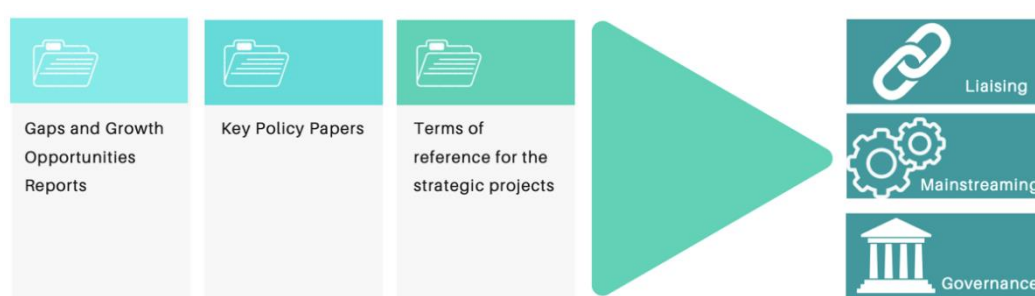 Gaps and Growth
Opportunities
Reports
Key Policy Papers
Terms of
reference for the
strategic projects
Liaising
Mainstreaming
Governance